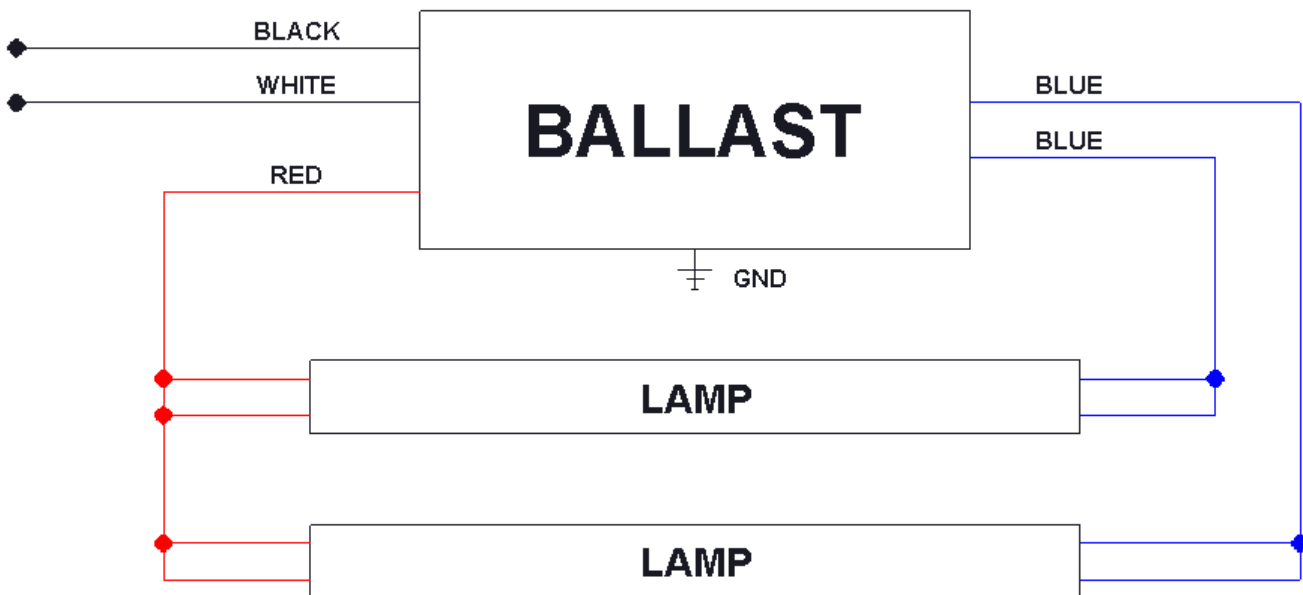 BLACK
WHITE
RED
BALLAST
BLUE
BLUE
GND
LAMP
LAMP